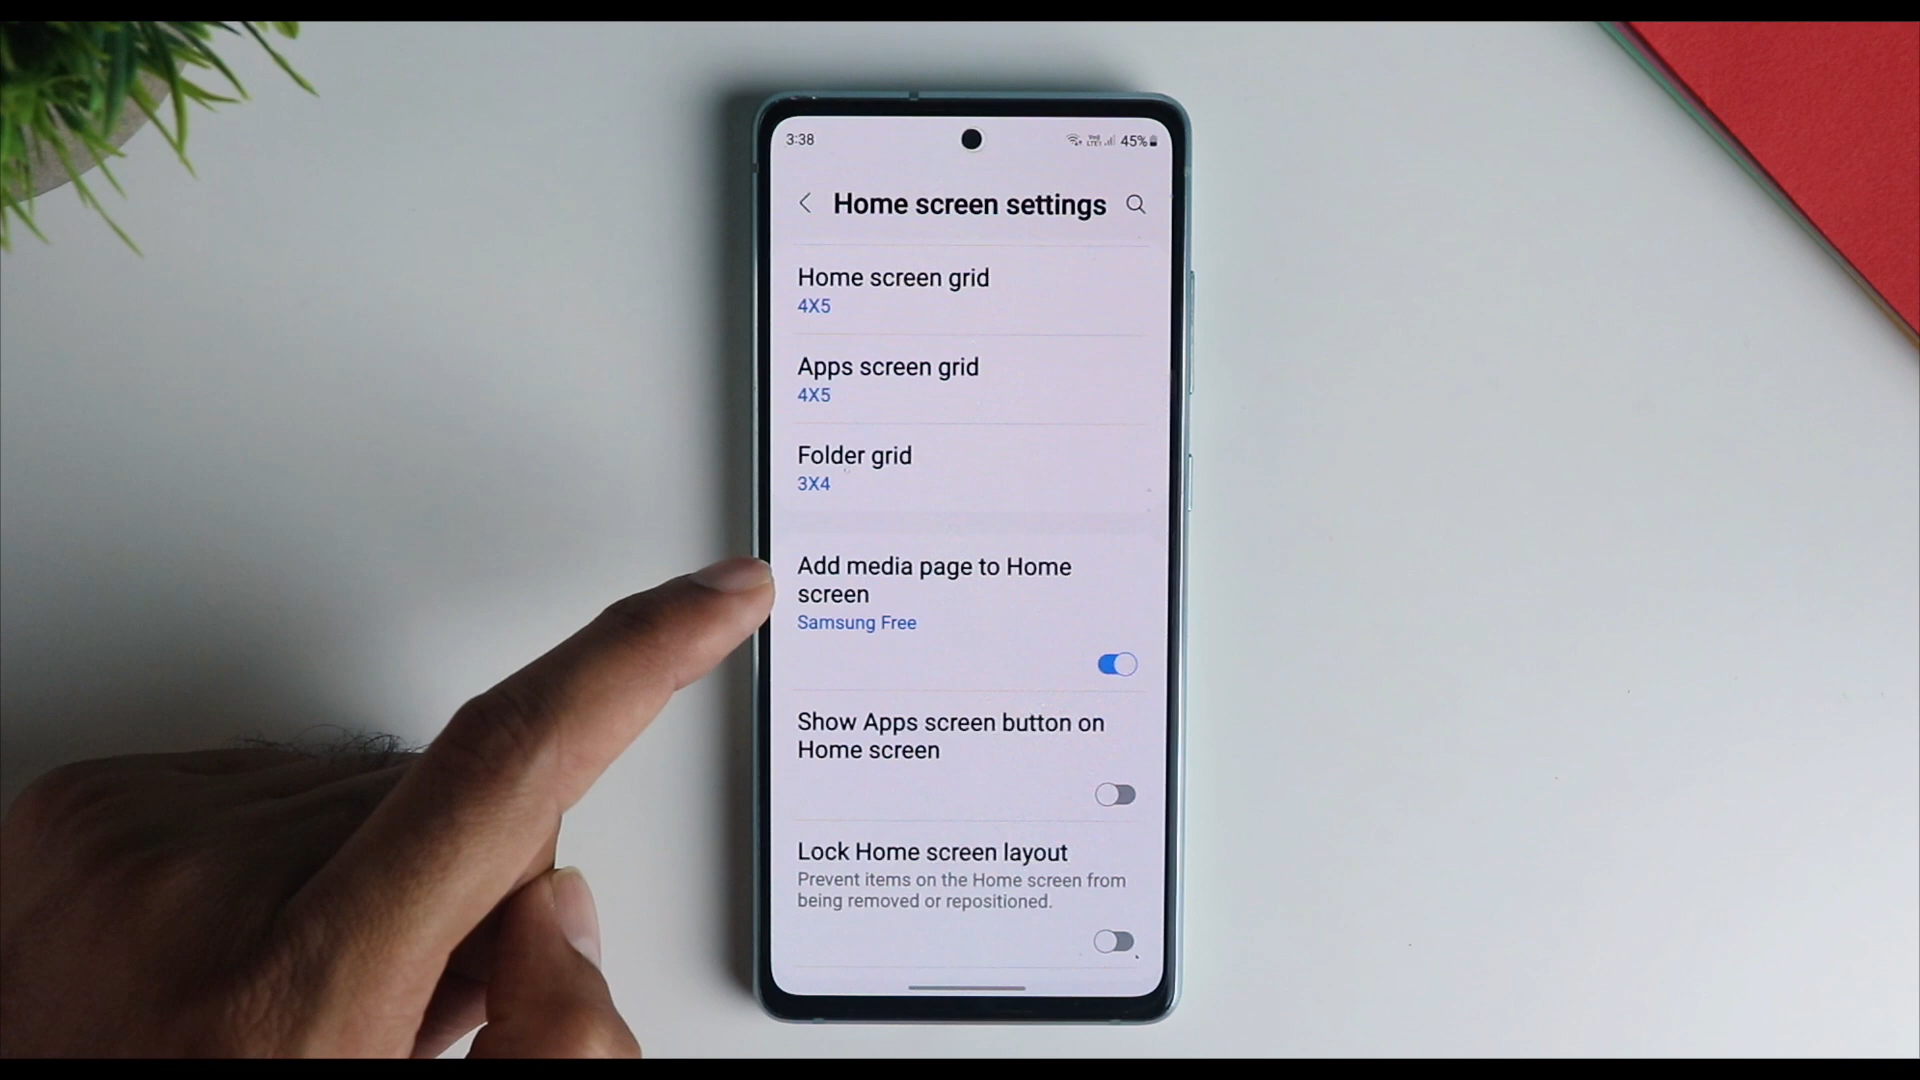 3:38
Vo))
LTE1
45%
Home screen settings
Home screen grid
4X5
Apps screen grid
4X5
Folder grid
3X4
Add media page to Home
screen
Samsung Free
Show Apps screen button on
Home screen
Lock Home screen layout
Prevent items on the Home screen from
being removed or repositioned.